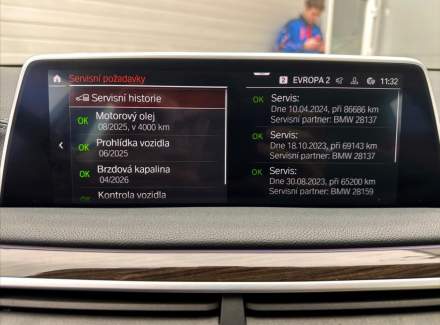 Servisní požadavky
2 EVROPA 2 11:32
Servisní historie
OK Motorový olej
08/2025, v 4000 km
OK Prohlídka vozidla
06/2025
OK Brzdová kapalina
04/2026
OK Kontrola vozidla
OK Servis:
Dne 10.04.2024, při 86686 km
Servisní partner: BMW 28137
OK Servis:
Dne 18.10.2023, při 69143 km
Servisní partner: BMW 28137
OK Servis:
Dne 30.08.2023, při 65200 km
Servisní partner: BMW 28159